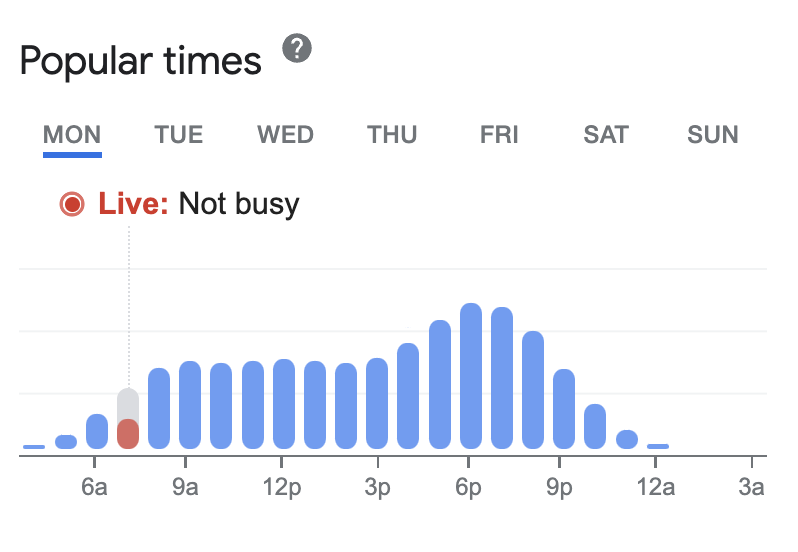 Popular times ?
MON TUE WED THU FRI SAT SUN
Live: Not busy
6a 9a 12p 3p 6p 9p 12a 3a